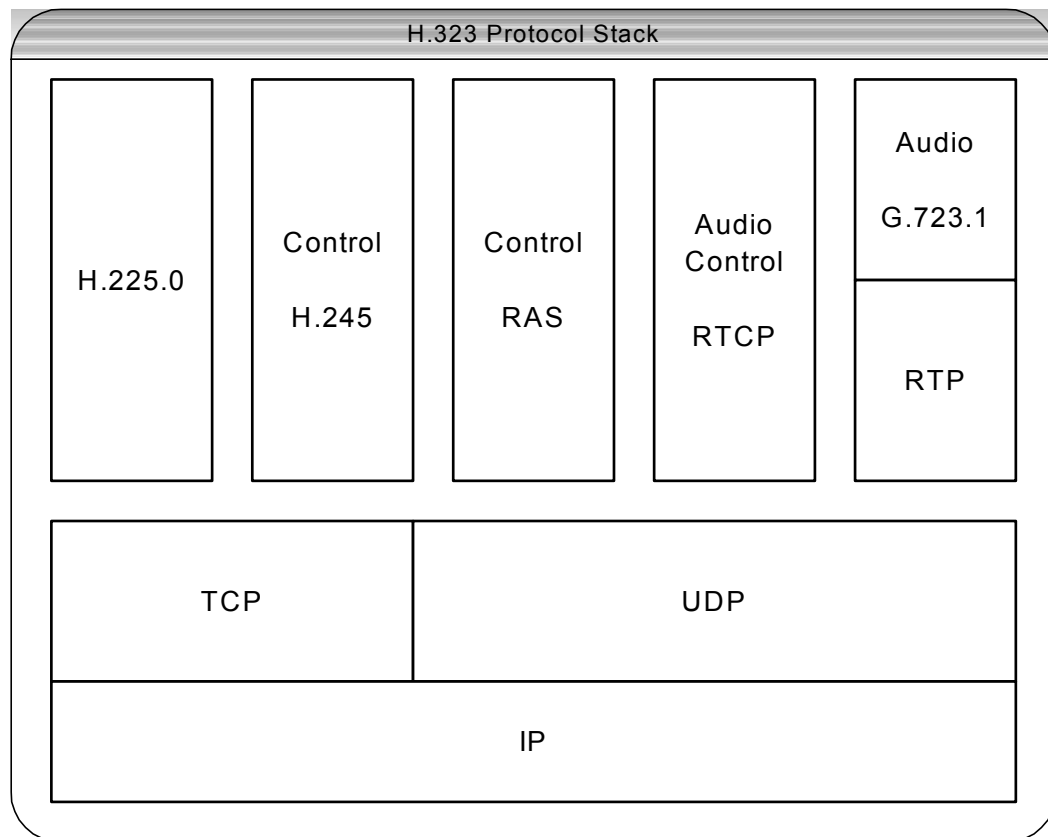 H.323 Protocol Stack
H.225.0
Control
H.245
Control
RAS
Audio
Control
RTCP
Audio
G.723.1
RTP
TCP
UDP
IP